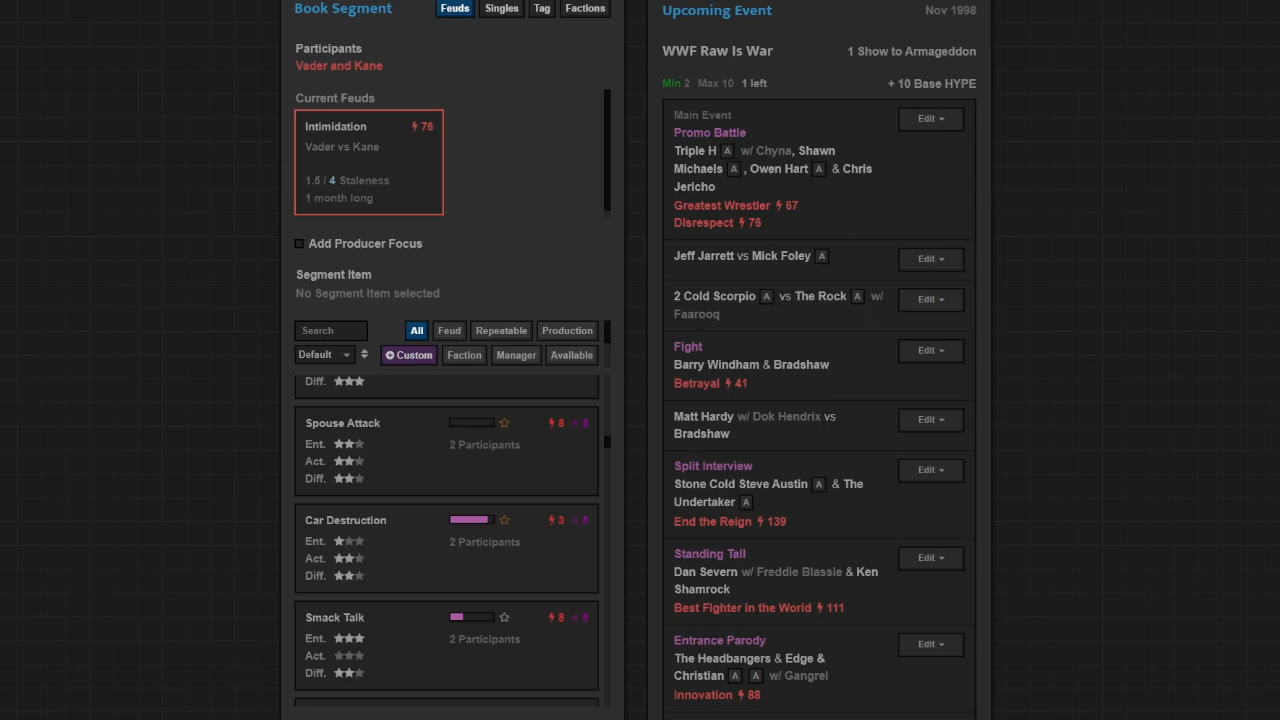 Book Segment
Feuds
Singles
Tag
Factions
Participants
Vader and Kane
Current Feuds
Intimidation 76
Vader vs Kane
1.5 / 4 Staleness
1 month long
Add Producer Focus
Segment Item
No Segment Item selected
Search
All
Feud
Repeatable
Production
Default
Custom
Faction
Manager
Available
Diff.
Spouse Attack
Ent. 2 Participants
Act.
Diff.
Car Destruction 3
Ent. 2 Participants
Act.
Diff.
Smack Talk 8
Ent. 2 Participants
Act.
Diff.
Upcoming Event Nov 1998
WWF Raw Is War 1 Show to Armageddon
Min 2 Max 10 1 left + 10 Base HYPE
Main Event Edit
Promo Battle
Triple H A w/ Chyna, Shawn
Michaels A , Owen Hart A & Chris
Jericho
Greatest Wrestler 67
Disrespect 76
Jeff Jarrett vs Mick Foley A Edit
2 Cold Scorpio A vs The Rock A w/ Edit
Faarooq
Fight Edit
Barry Windham & Bradshaw
Betrayal 41
Matt Hardy w/ Dok Hendrix vs Edit
Bradshaw
Split Interview Edit
Stone Cold Steve Austin A & The
Undertaker A
End the Reign 139
Standing Tall Edit
Dan Severn w/ Freddie Blassie & Ken
Shamrock
Best Fighter in the World 111
Entrance Parody Edit
The Headbangers & Edge &
Christian A A w/ Gangrel
Innovation 88